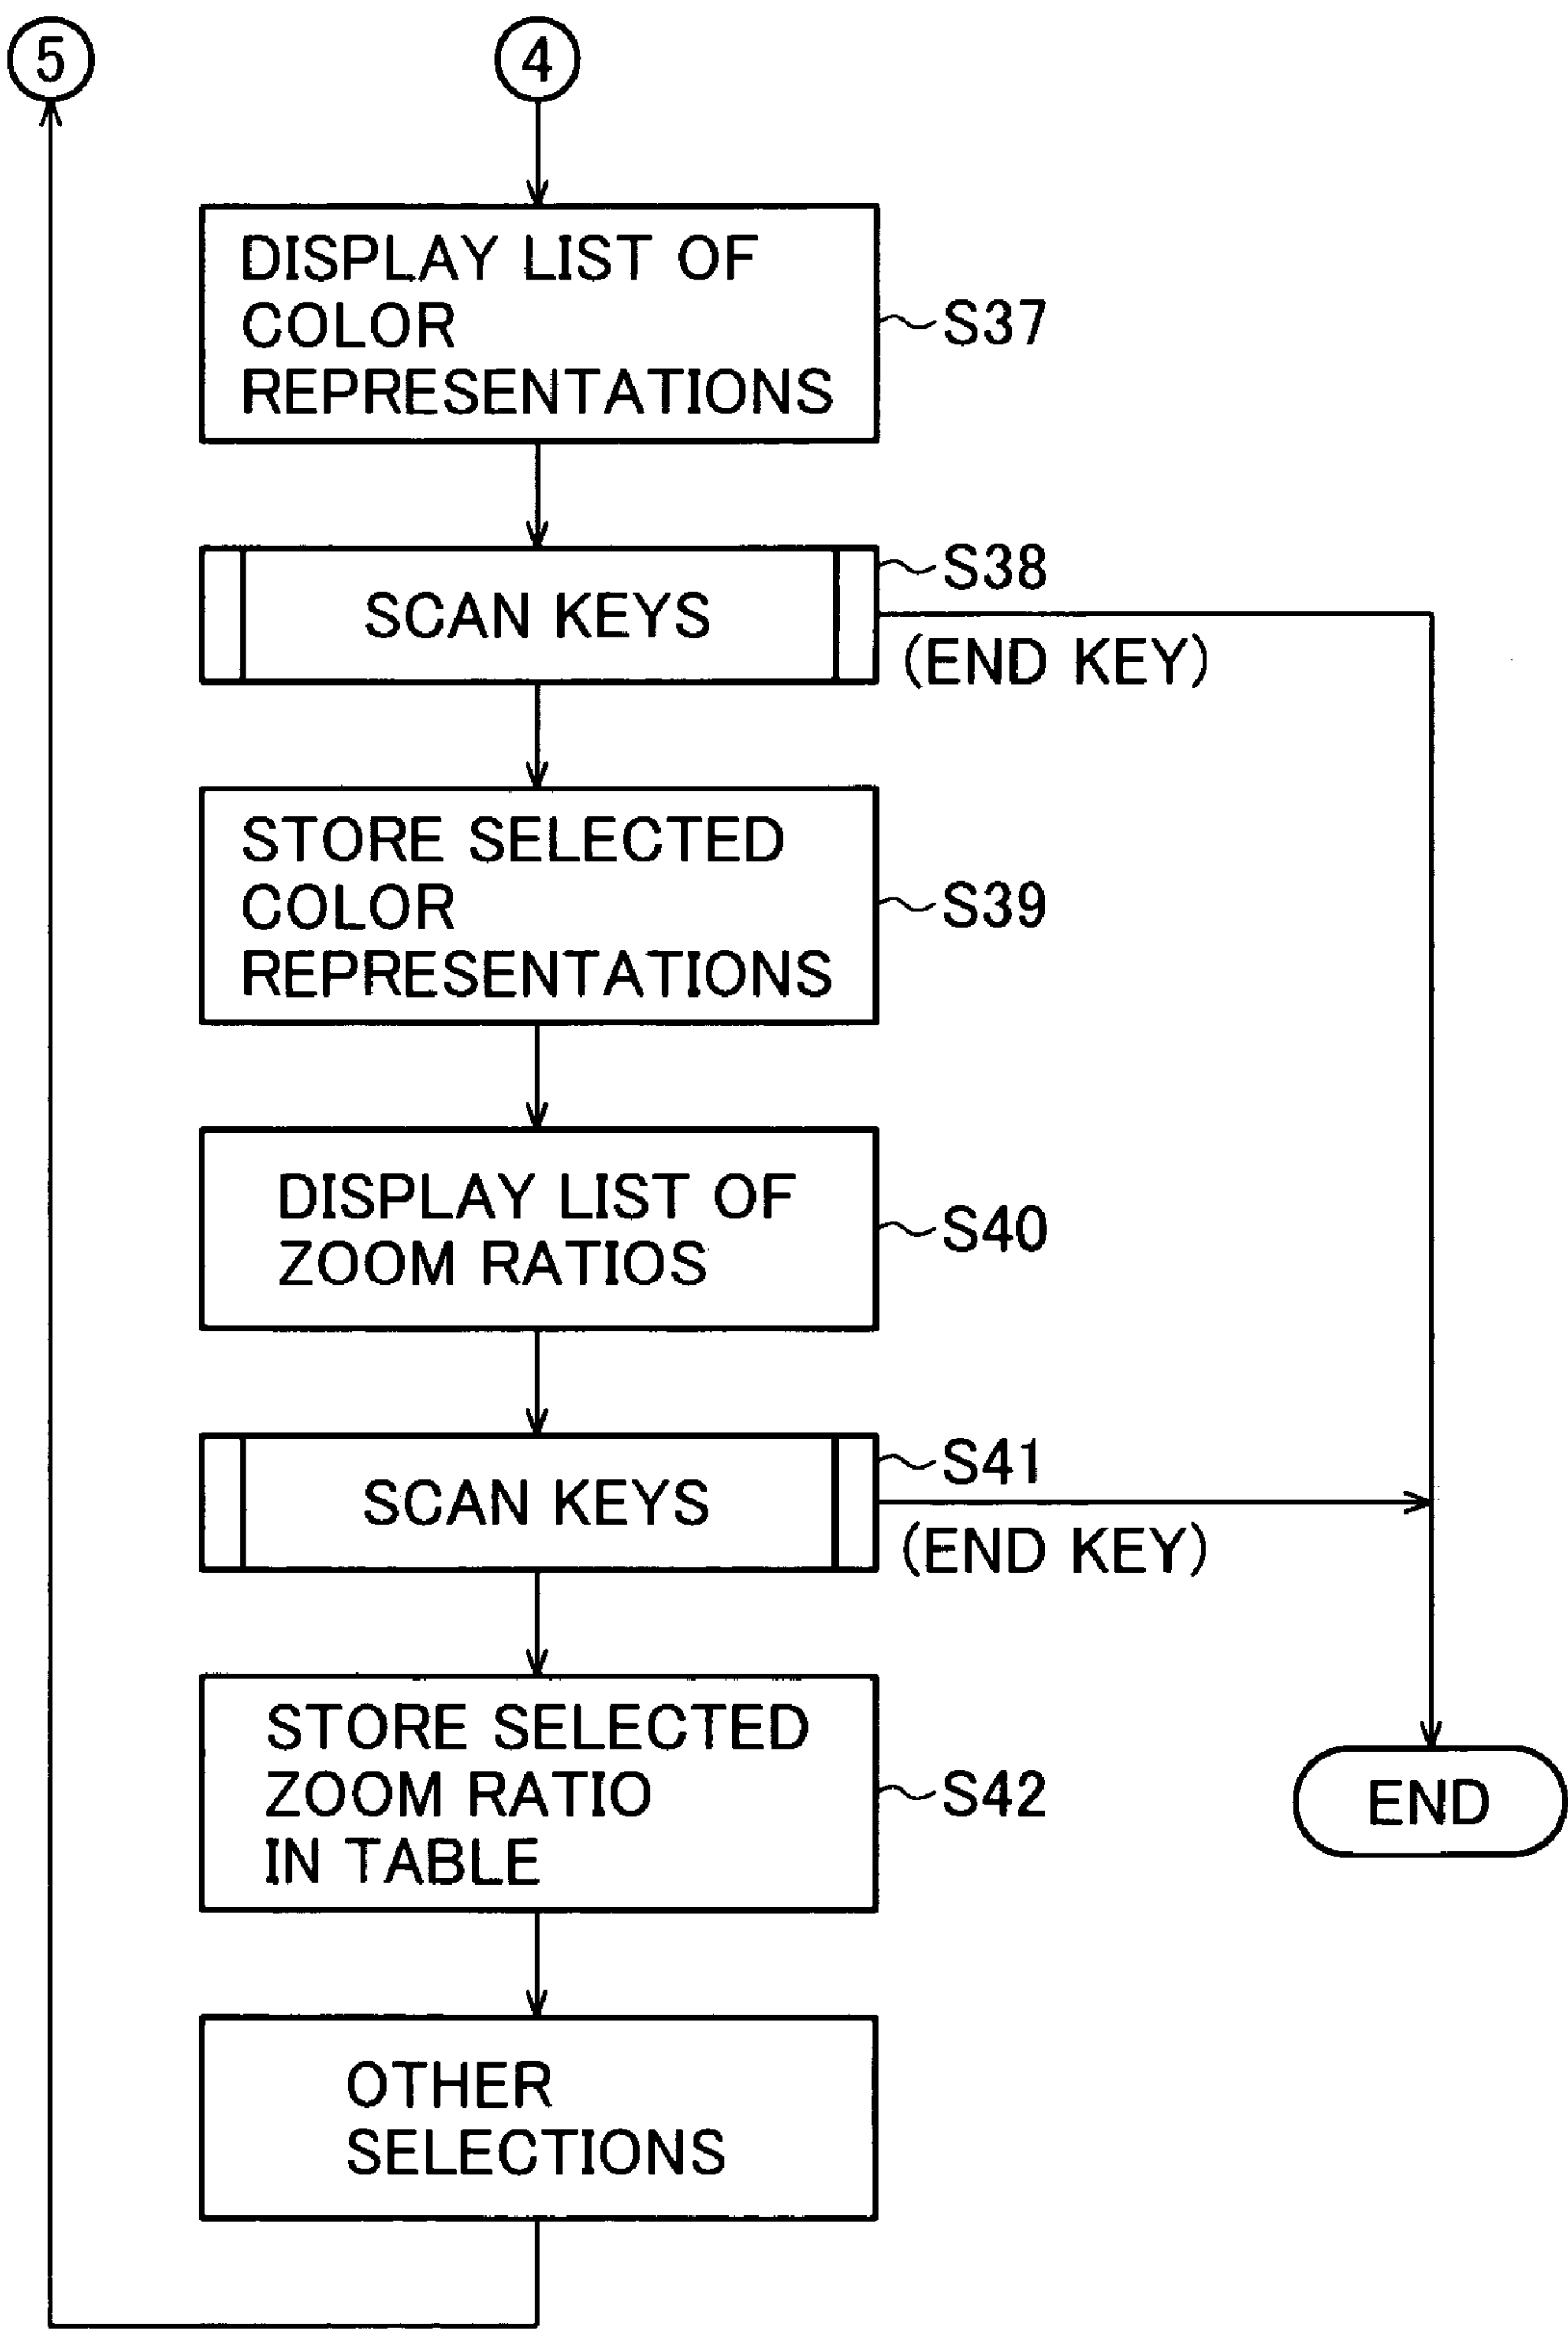 5
4
DISPLAY LIST OF
COLOR
REPRESENTATIONS
S37
SCAN KEYS
S38
(END KEY)
STORE SELECTED
COLOR
REPRESENTATIONS
S39
DISPLAY LIST OF
ZOOM RATIOS
S40
SCAN KEYS
S41
(END KEY)
STORE SELECTED
ZOOM RATIO
IN TABLE
S42
END
OTHER
SELECTIONS